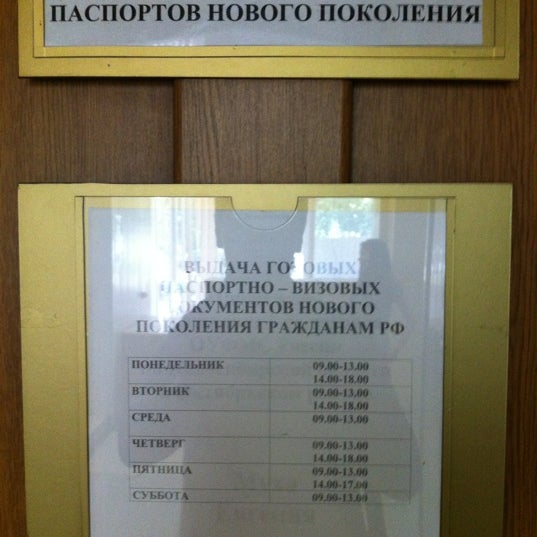 ПАСПОРТОВ НОВОГО ПОКОЛЕНИЯ
ВЫДАЧА ГОТОВЫХ
ПАСПОРТНО – ВИЗОВЫХ
ДОКУМЕНТОВ НОВОГО
ПОКОЛЕНИЯ ГРАЖДАНАМ РФ
ПОНЕДЕЛЬНИК 09.00-13.00
14.00-18.00
ВТОРНИК 09.00-13.00
14.00-18.00
СРЕДА 09.00-13.00
ЧЕТВЕРГ 09.00-13.00
14.00-18.00
ПЯТНИЦА 09.00-13.00
14.00-17.00
СУББОТА 09.00-13.00